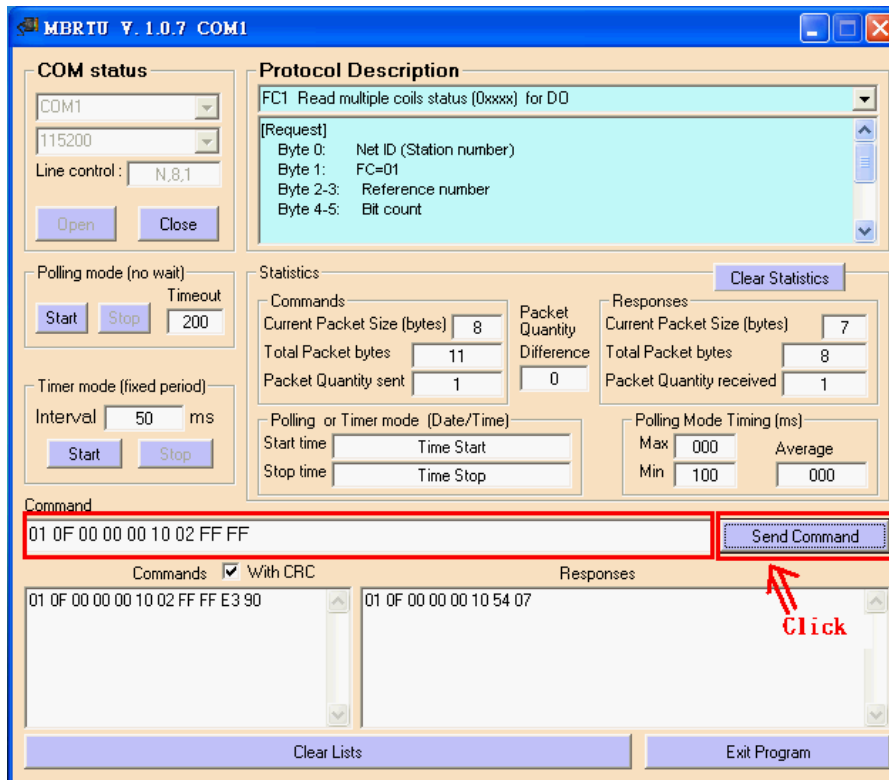 MBRTU V. 1.0.7 COM1
COM status
COM1
115200
Line control : N,8,1
Open Close
Protocol Description
FC1 Read multiple coils status (0xxxx) for DO
[Request]
Byte 0: Net ID (Station number)
Byte 1: FC=01
Byte 2-3: Reference number
Byte 4-5: Bit count
Polling mode (no wait)
Timeout
Start Stop 200
Timer mode (fixed period)
Interval 50 ms
Start Stop
Statistics
Clear Statistics
Commands
Current Packet Size (bytes) 8
Total Packet bytes 11
Packet Quantity sent 1
Packet
Quantity
Difference
0
Responses
Current Packet Size (bytes) 7
Total Packet bytes 8
Packet Quantity received 1
Polling or Timer mode (Date/Time)
Start time Time Start
Stop time Time Stop
Polling Mode Timing (ms)
Max 000 Average
Min 100 000
Command
01 0F 00 00 00 10 02 FF FF
Send Command
Commands With CRC
Responses
01 0F 00 00 00 10 02 FF FF E3 90
01 0F 00 00 00 10 54 07
Click
Clear Lists
Exit Program